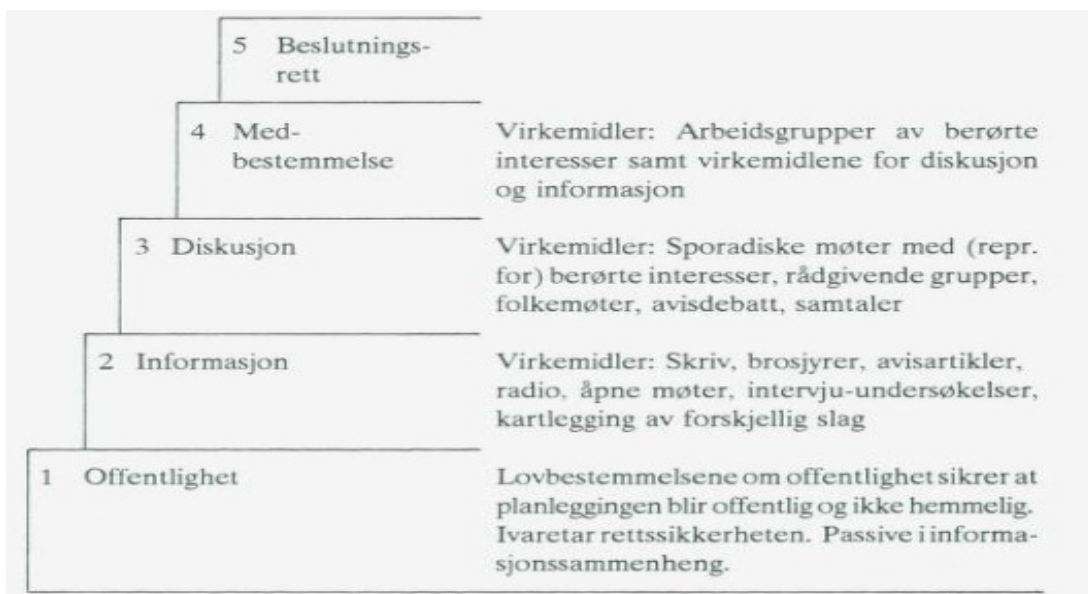 5 Beslutnings-
rett
4 Med-
bestemmelse
Virkemidler: Arbeidsgrupper av berørte
interesser samt virkemidlene for diskusjon
og informasjon
3 Diskusjon
Virkemidler: Sporadiske møter med (repr.
for) berørte interesser, rådgivende grupper,
folkemøter, avisdebatt, samtaler
2 Informasjon
Virkemidler: Skriv, brosjyrer, avisartikler,
radio, åpne møter, intervju-undersøkelser,
kartlegging av forskjellig slag
1 Offentlighet
Lovbestemmelsene om offentlighet sikrer at
planleggingen blir offentlig og ikke hemmelig.
Ivaretar rettssikkerheten. Passive i informa-
sjonssammenheng.